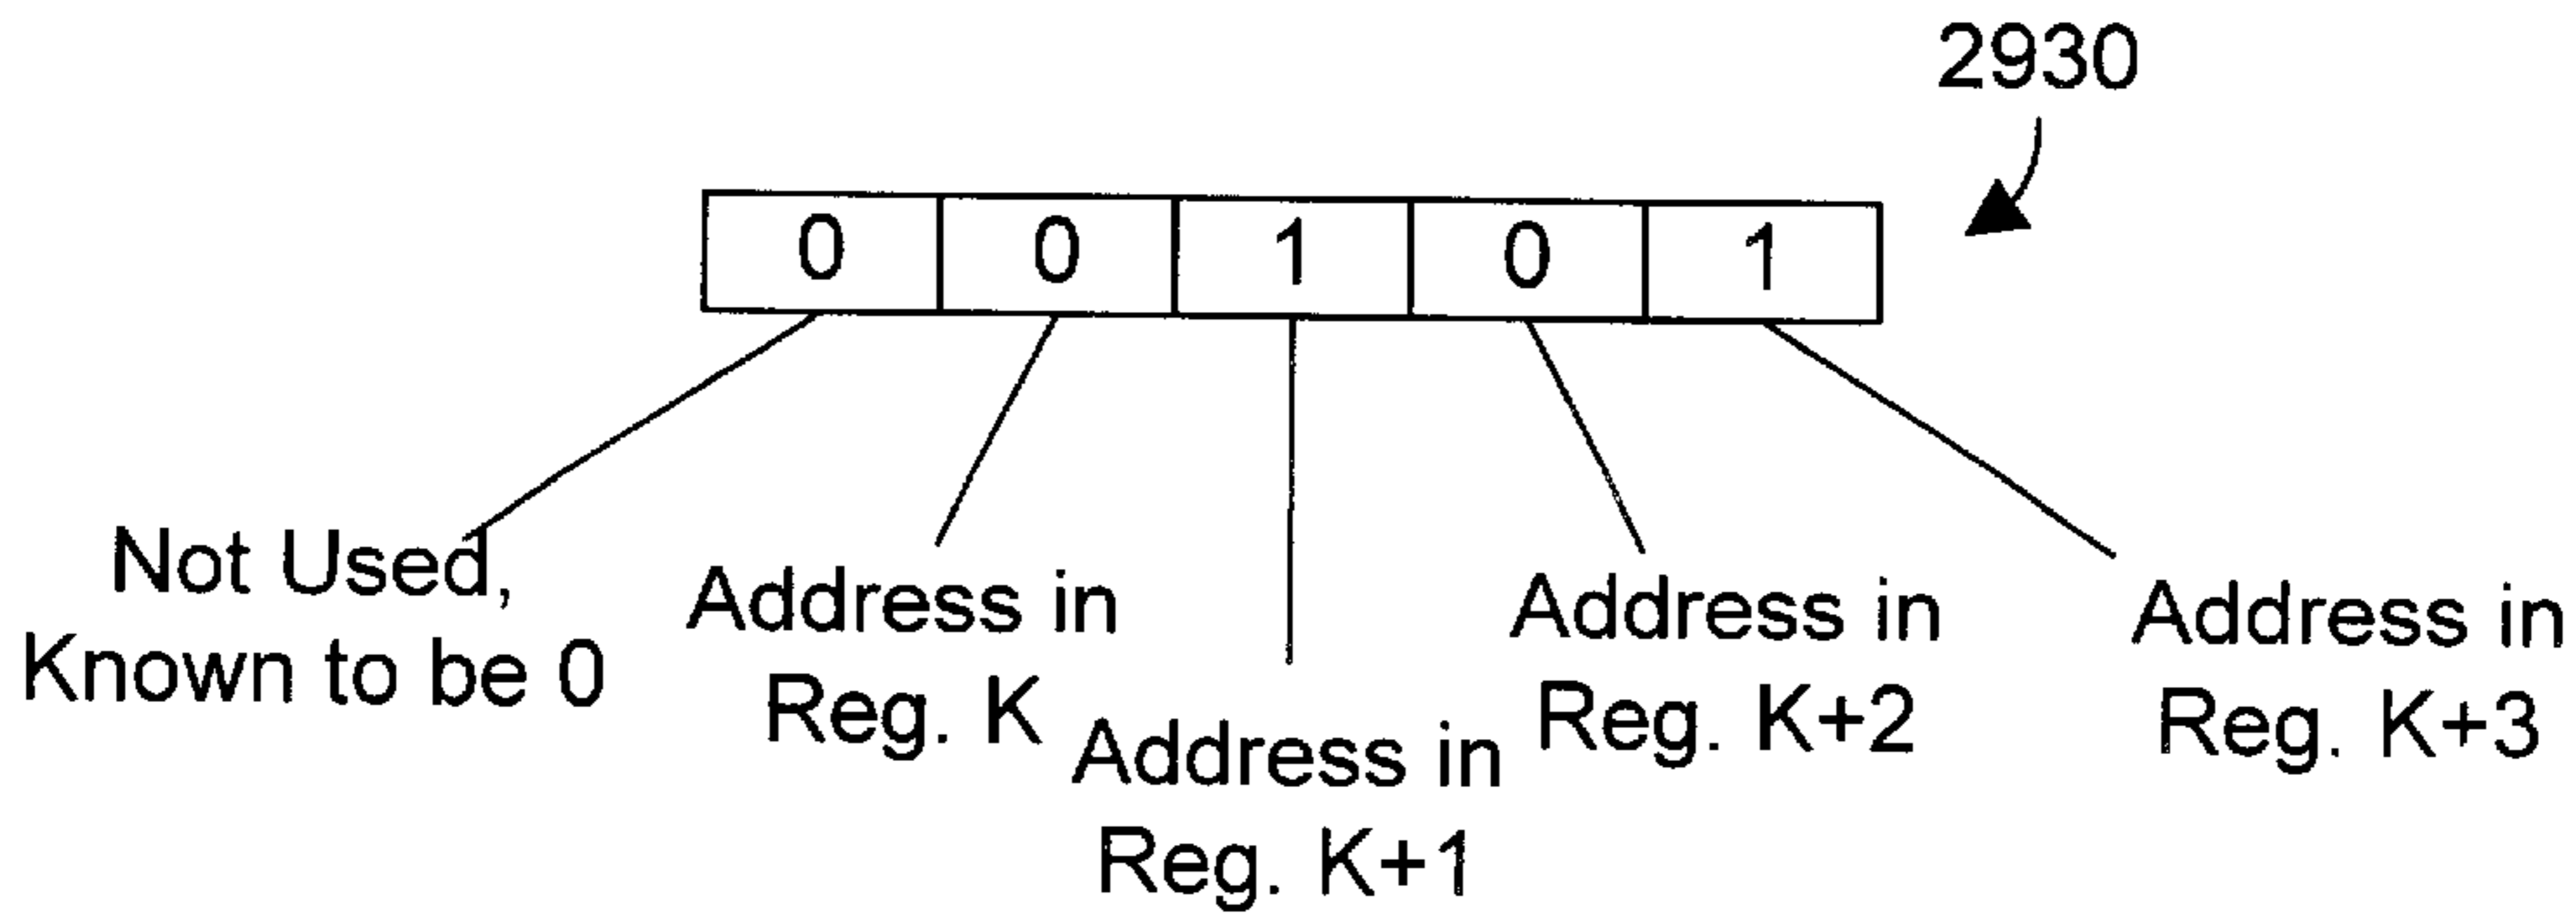 2930
0 0 1 0 1
Not Used,
Known to be 0
Address in
Reg. K
Address in
Reg. K+1
Address in
Reg. K+2
Address in
Reg. K+3